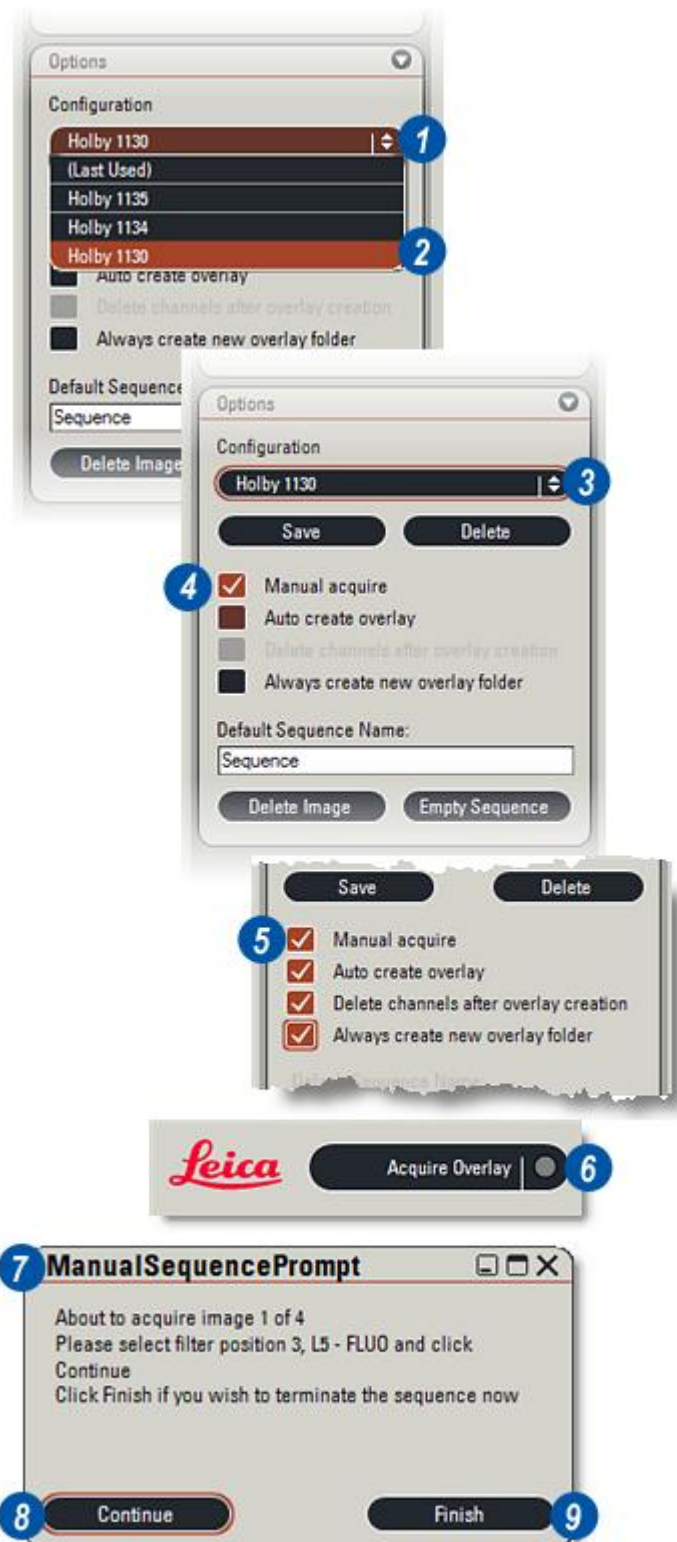 Options
Configuration
Holby 1130
1
(Last Used)
Holby 1135
Holby 1134
Holby 1130
2
Auto create overlay
Delete channels after overlay creation
Always create new overlay folder
Default Sequence
Sequence
Delete Image
Options
Configuration
Holby 1130
3
Save Delete
4 Manual acquire
Auto create overlay
Delete channels after overlay creation
Always create new overlay folder
Default Sequence Name:
Sequence
Delete Image Empty Sequence
Save Delete
5 Manual acquire
Auto create overlay
Delete channels after overlay creation
Always create new overlay folder
Default Sequence Name:
Leica Acquire Overlay 6
7 ManualSequencePrompt
About to acquire image 1 of 4
Please select filter position 3, L5 - FLUO and click
Continue
Click Finish if you wish to terminate the sequence now
8 Continue Finish 9